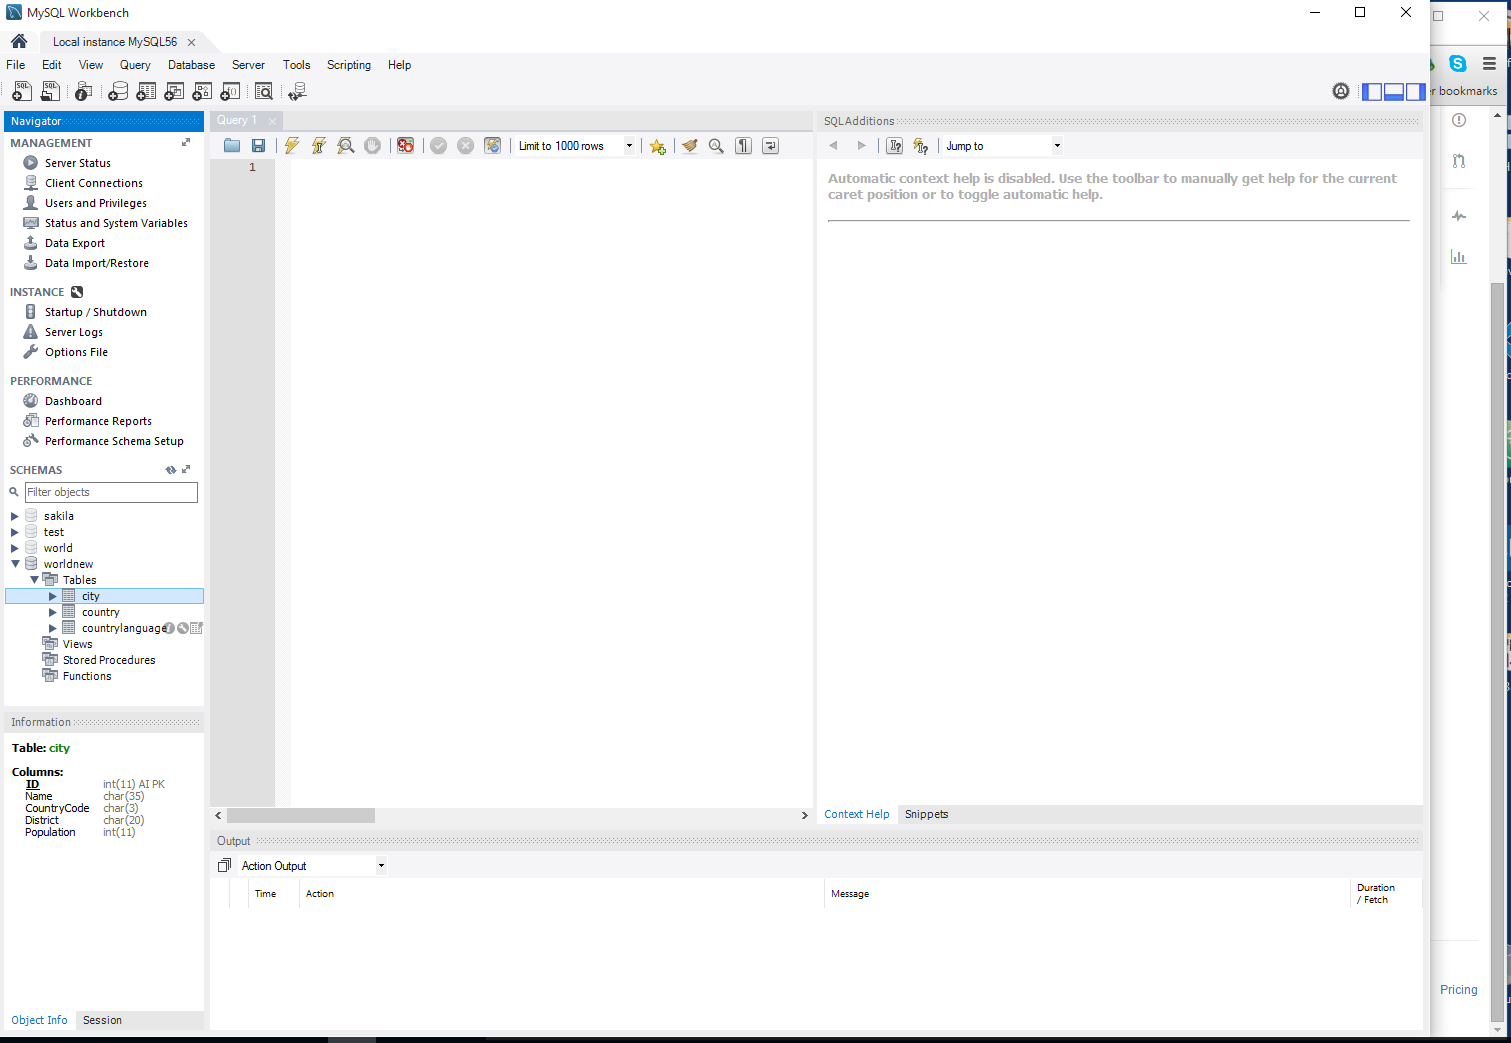 MySQL Workbench
Local instance MySQL56
File Edit View Query Database Server Tools Scripting Help
r bookmarks
Navigator
MANAGEMENT
Server Status
Client Connections
Users and Privileges
Status and System Variables
Data Export
Data Import/Restore
INSTANCE
Startup / Shutdown
Server Logs
Options File
PERFORMANCE
Dashboard
Performance Reports
Performance Schema Setup
SCHEMAS
Filter objects
sakila
test
world
worldnew
Tables
city
country
countrylanguage
Views
Stored Procedures
Functions
Information
Table: city
Columns:
ID int(11) AI PK
Name char(35)
CountryCode char(3)
District char(20)
Population int(11)
Object Info Session
Query 1
Limit to 1000 rows
1
SQLAdditions
Jump to
Automatic context help is disabled. Use the toolbar to manually get help for the current
caret position or to toggle automatic help.
Context Help Snippets
Output
Action Output
Time Action Message Duration
/ Fetch
Pricing